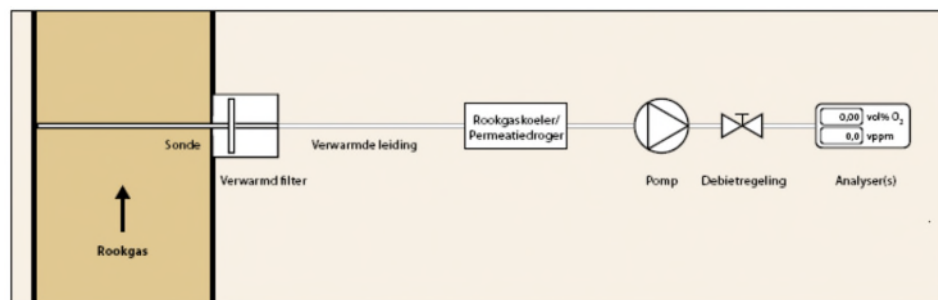 Rookgaskoeler/
Permeatiedroger
0,00 vol% O₂
0,0 vppm
Sonde
Verwarmde leiding
Verwarmd filter
Pomp
Debietregeling
Analyser(s)
Rookgas